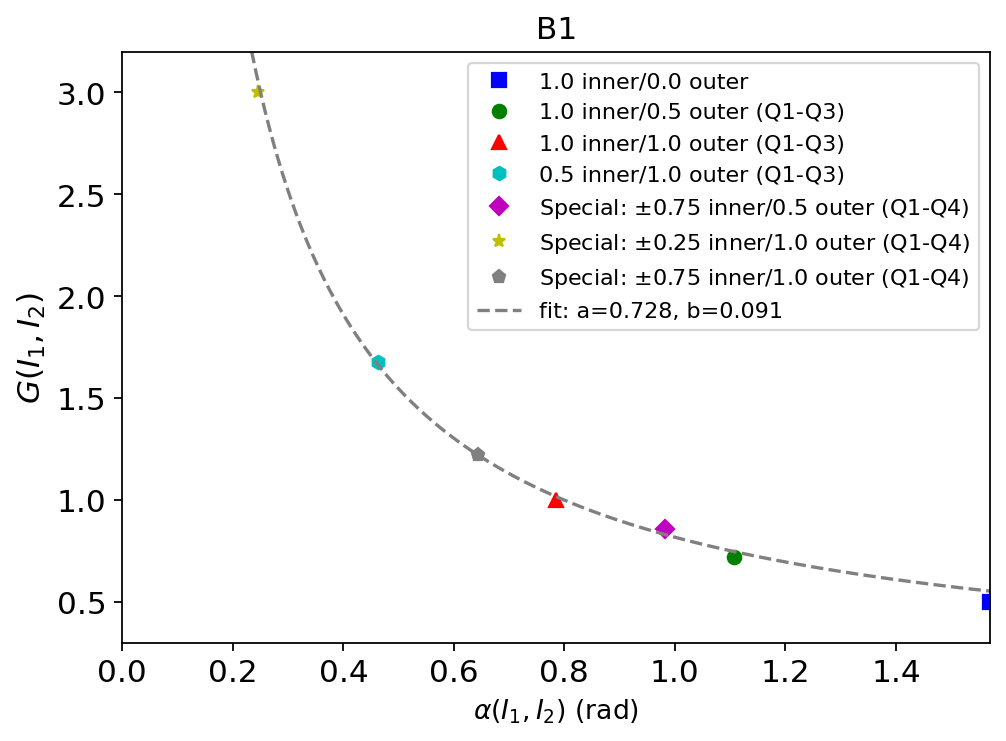 B1
3.0
2.5
2.0
1.5
1.0
0.5
G(I₁, I₂)
1.0 inner/0.0 outer
1.0 inner/0.5 outer (Q1-Q3)
1.0 inner/1.0 outer (Q1-Q3)
0.5 inner/1.0 outer (Q1-Q3)
Special: ±0.75 inner/0.5 outer (Q1-Q4)
Special: ±0.25 inner/1.0 outer (Q1-Q4)
Special: ±0.75 inner/1.0 outer (Q1-Q4)
fit: a=0.728, b=0.091
0.0 0.2 0.4 0.6 0.8 1.0 1.2 1.4
α(I₁, I₂) (rad)